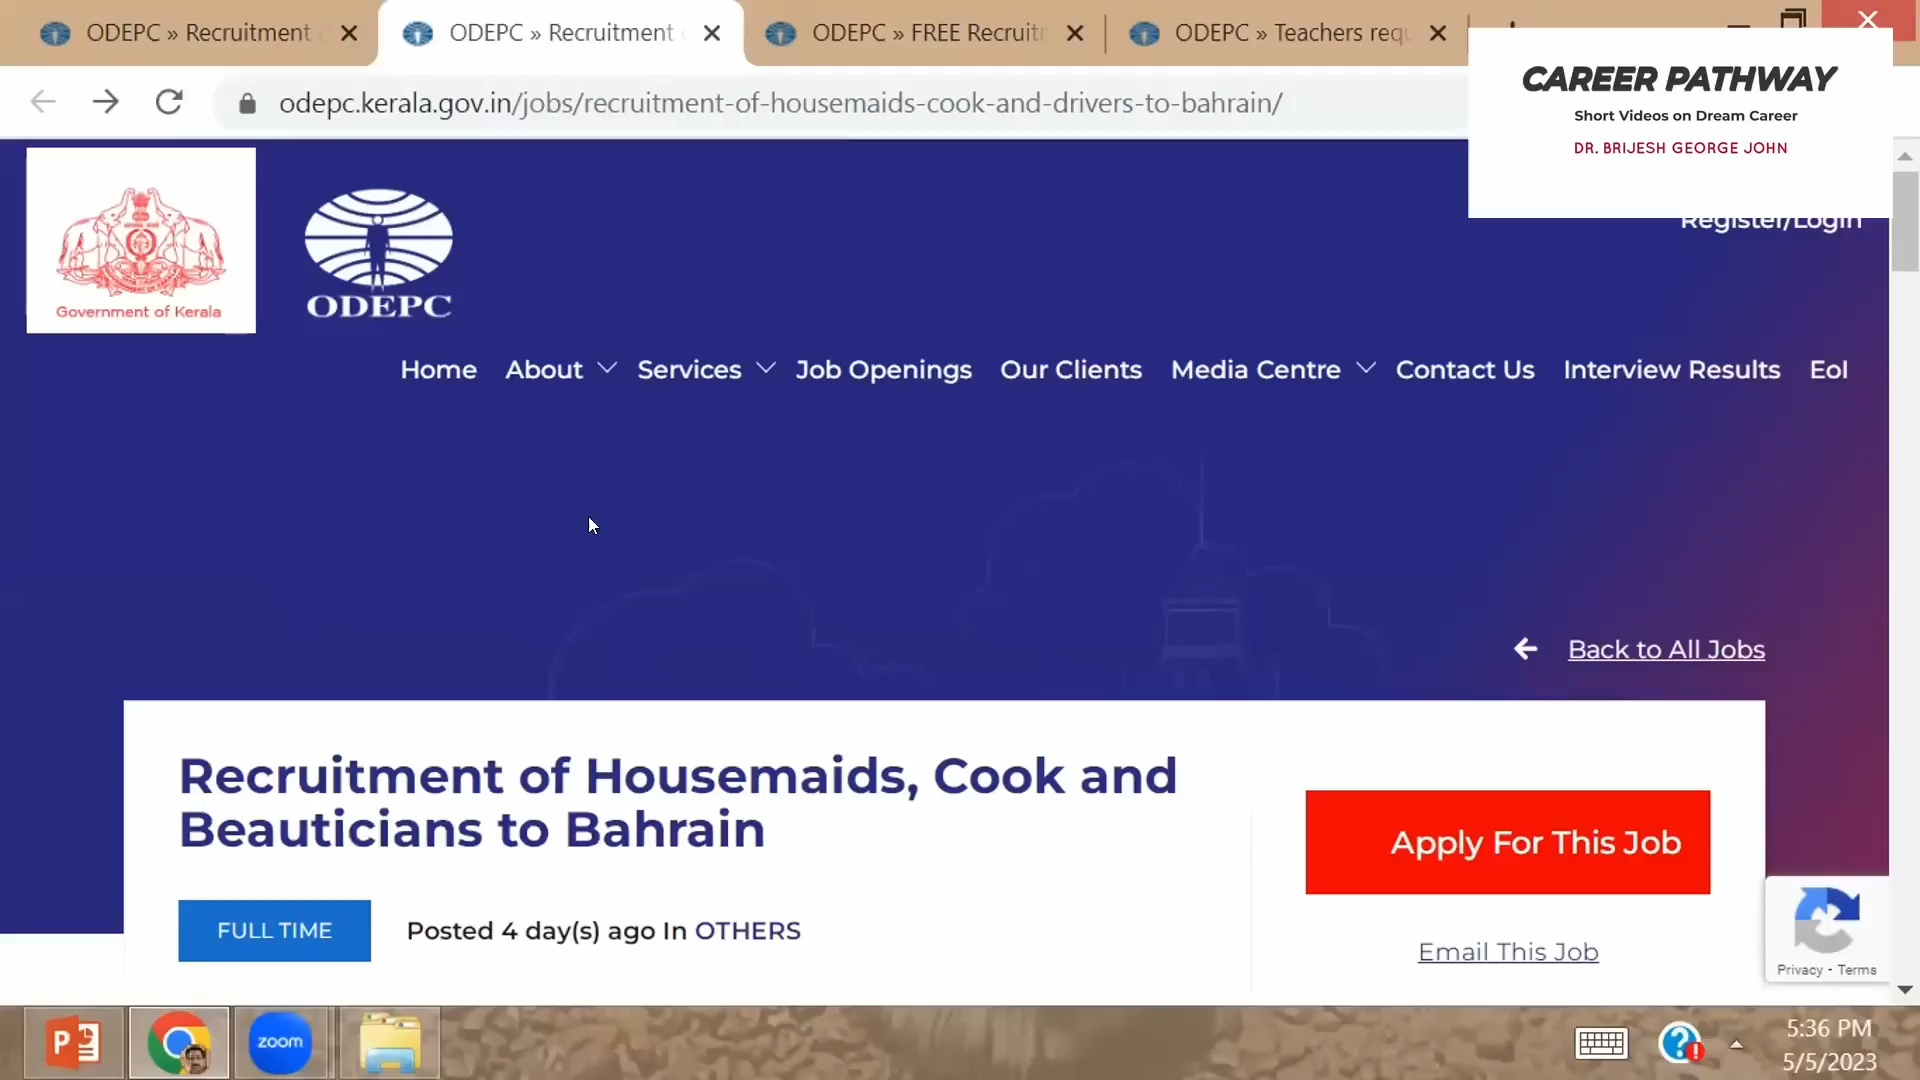 ODEPC » Recruitment
ODEPC » Recruitment
ODEPC » FREE Recruitr
ODEPC » Teachers requ
odepc.kerala.gov.in/jobs/recruitment-of-housemaids-cook-and-drivers-to-bahrain/
CAREER PATHWAY
Short Videos on Dream Career
DR. BRIJESH GEORGE JOHN
Register/Login
Government of Kerala
ODEPC
Home About Services Job Openings Our Clients Media Centre Contact Us Interview Results EoI
Back to All Jobs
Recruitment of Housemaids, Cook and
Beauticians to Bahrain
Apply For This Job
FULL TIME Posted 4 day(s) ago In OTHERS
Email This Job
Privacy - Terms
zoom
5:36 PM
5/5/2023